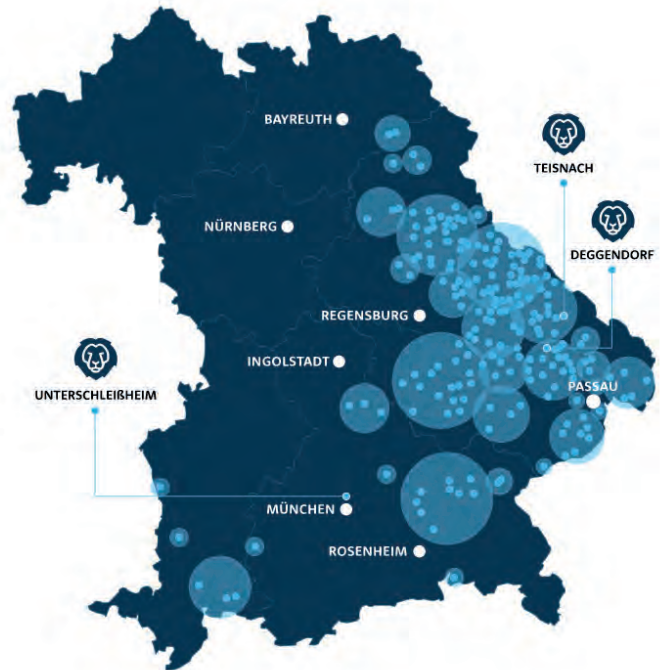 BAYREUTH
TEISNACH
NÜRNBERG
DEGGENDORF
REGENSBURG
INGOLSTADT
UNTERSCHLEIßHEIM
PASSAU
MÜNCHEN
ROSENHEIM